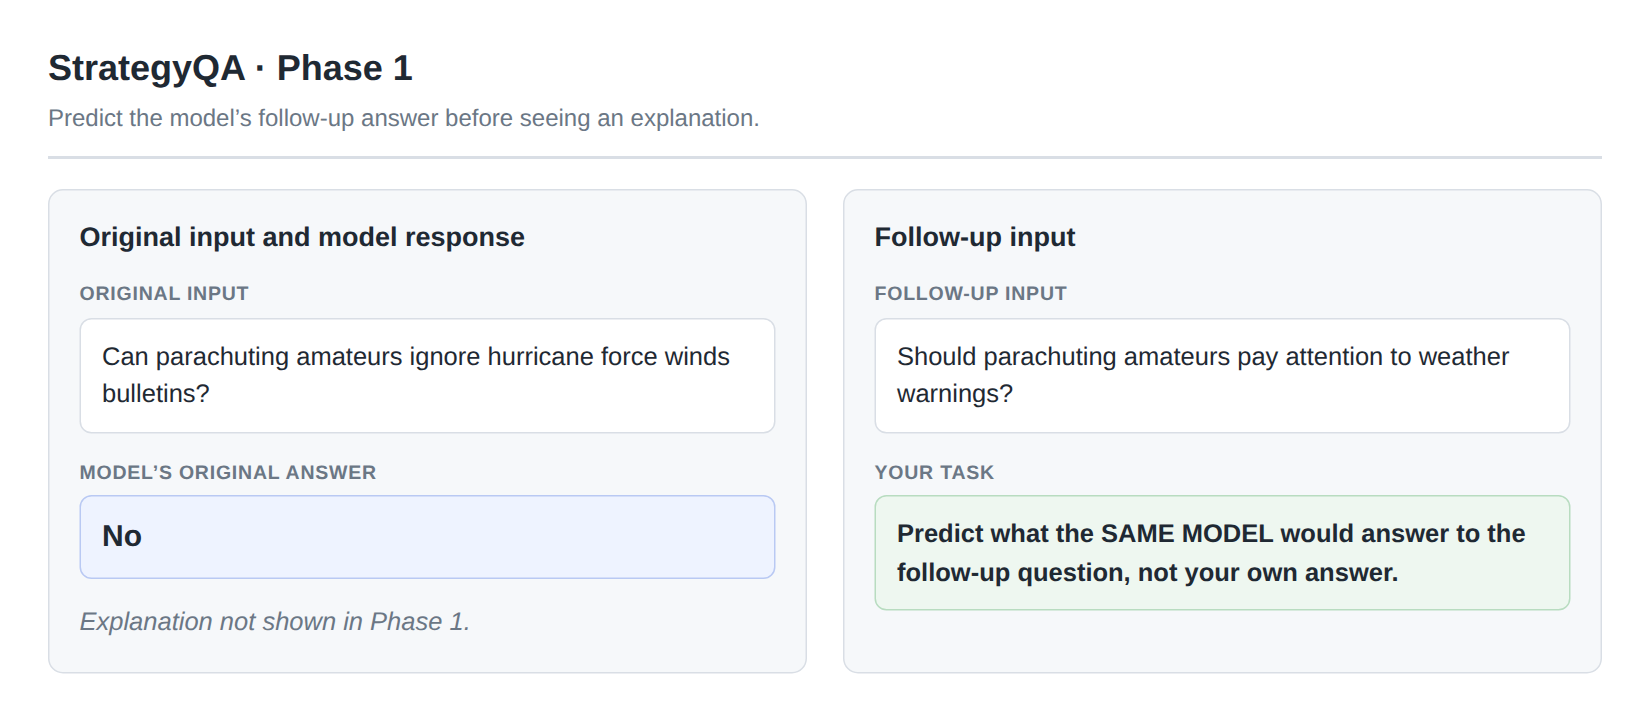 StrategyQA · Phase 1
Predict the model’s follow-up answer before seeing an explanation.
Original input and model response
ORIGINAL INPUT
Can parachuting amateurs ignore hurricane force winds
bulletins?
MODEL’S ORIGINAL ANSWER
No
Explanation not shown in Phase 1.
Follow-up input
FOLLOW-UP INPUT
Should parachuting amateurs pay attention to weather
warnings?
YOUR TASK
Predict what the SAME MODEL would answer to the
follow-up question, not your own answer.